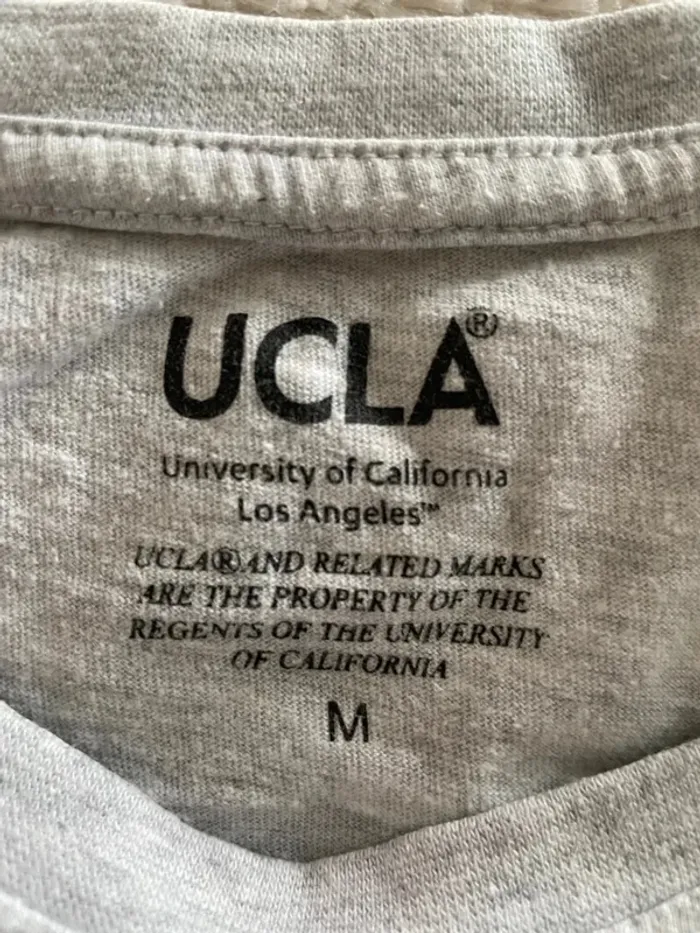 UCLA®
University of California
Los Angeles™
UCLA® AND RELATED MARKS
ARE THE PROPERTY OF THE
REGENTS OF THE UNIVERSITY
OF CALIFORNIA
M